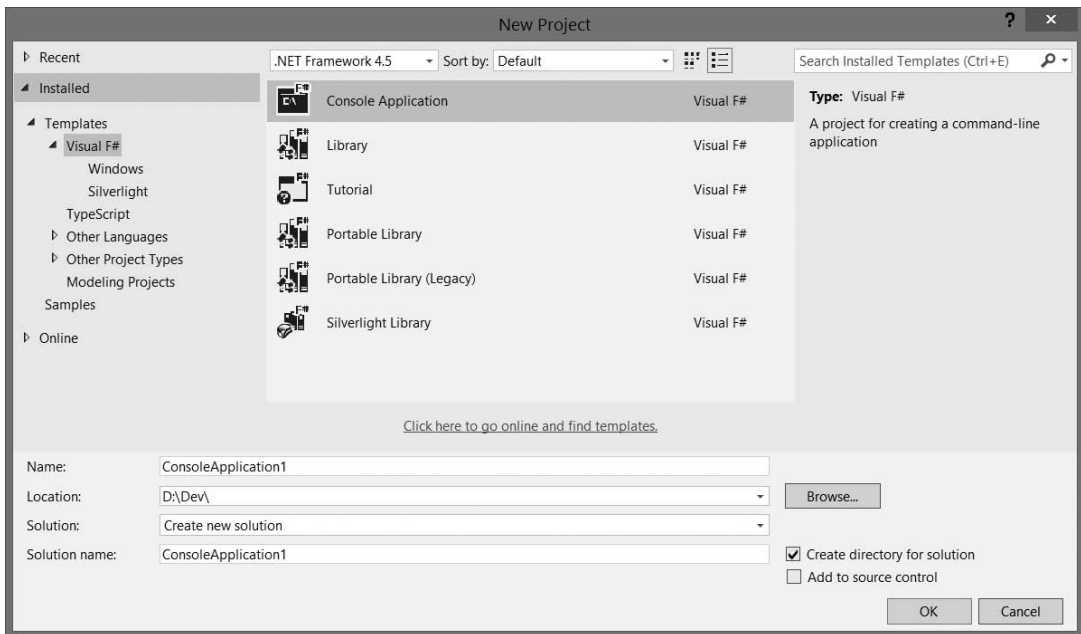 New Project
? ×
Recent
Installed
Templates
Visual F#
Windows
Silverlight
TypeScript
Other Languages
Other Project Types
Modeling Projects
Samples
Online
.NET Framework 4.5 Sort by: Default
Console Application Visual F#
Library Visual F#
Tutorial Visual F#
Portable Library Visual F#
Portable Library (Legacy) Visual F#
Silverlight Library Visual F#
Click here to go online and find templates.
Search Installed Templates (Ctrl+E)
Type: Visual F#
A project for creating a command-line
application
Name: ConsoleApplication1
Location: D:\Dev\ Browse...
Solution: Create new solution
Solution name: ConsoleApplication1
Create directory for solution
Add to source control
OK Cancel